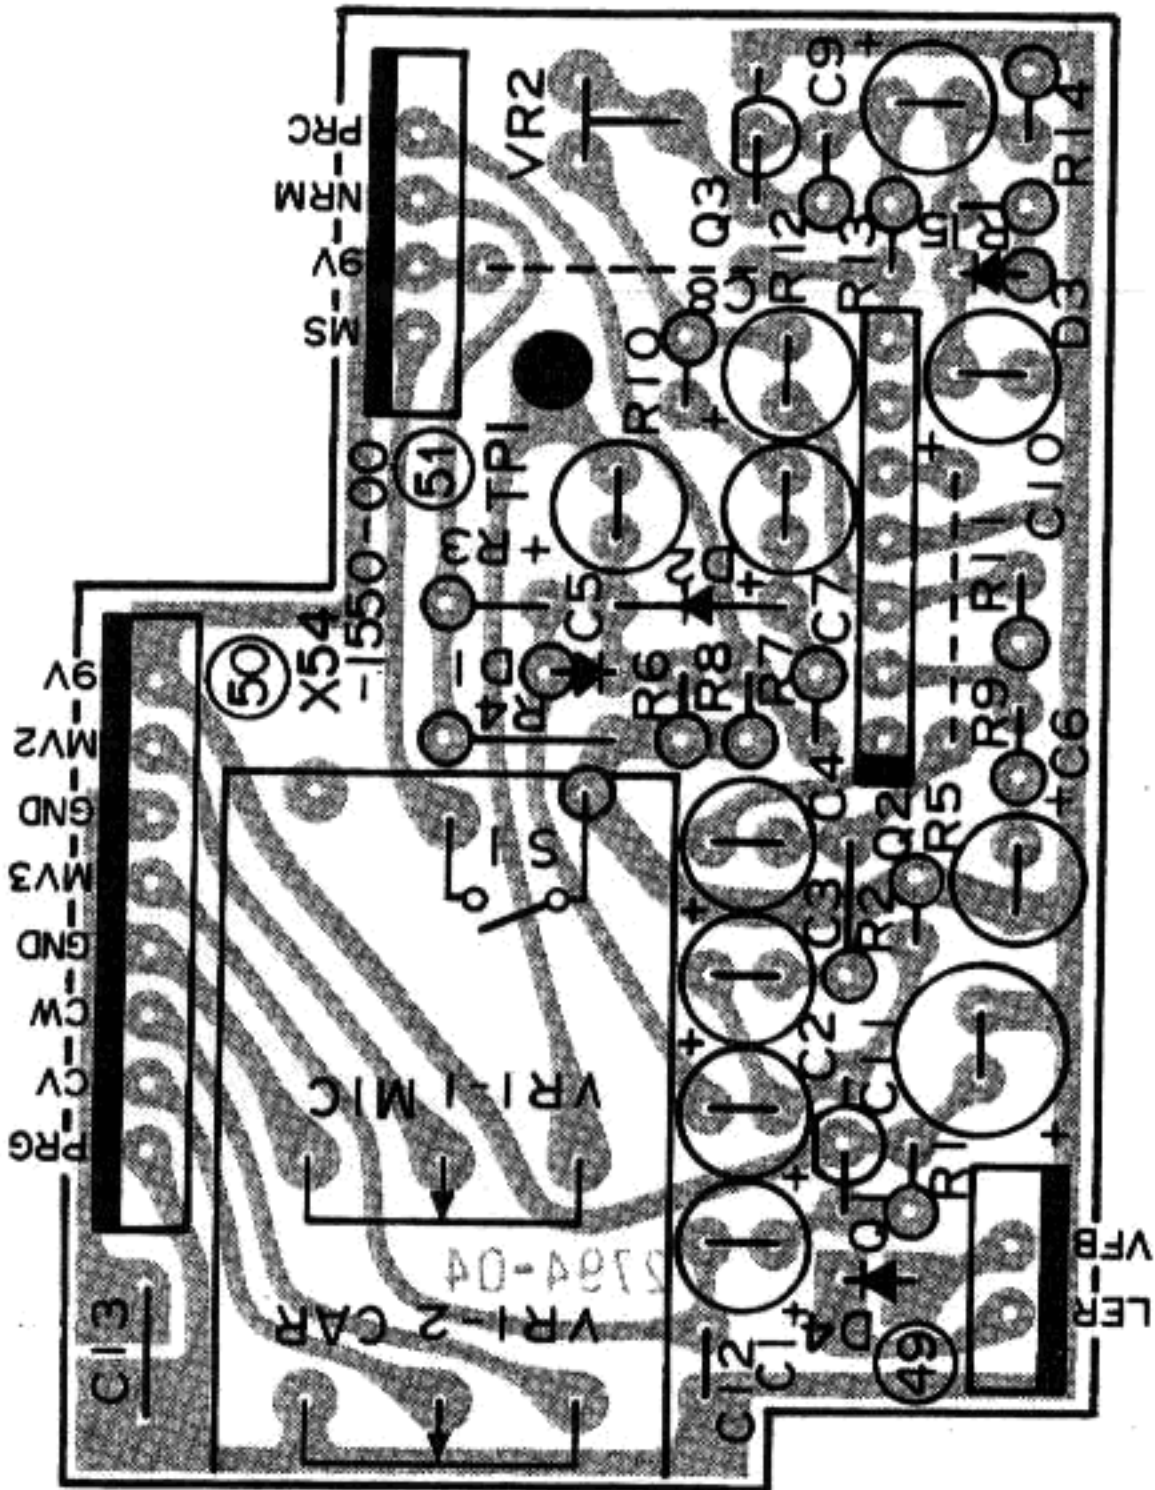 PRC
NRM
9V
MS
VR2
Q3
C9
R14
R12
R13
R15
C8
D3
R10
C10
51
TP1
R3
C5
D2
C7
R11
X54
-1550-00
50
D1
R4
R6
R8
R7
R9
C6
9V
MV2
GND
MV3
GND
CW
CV
PRG
S1
C4
Q2
R5
C3
R2
C2
C11
VR1-1 MIC
Q1
R1
2794-04
VR1-2 CAR
C13
C12
C1
D4
49
VFB
LER